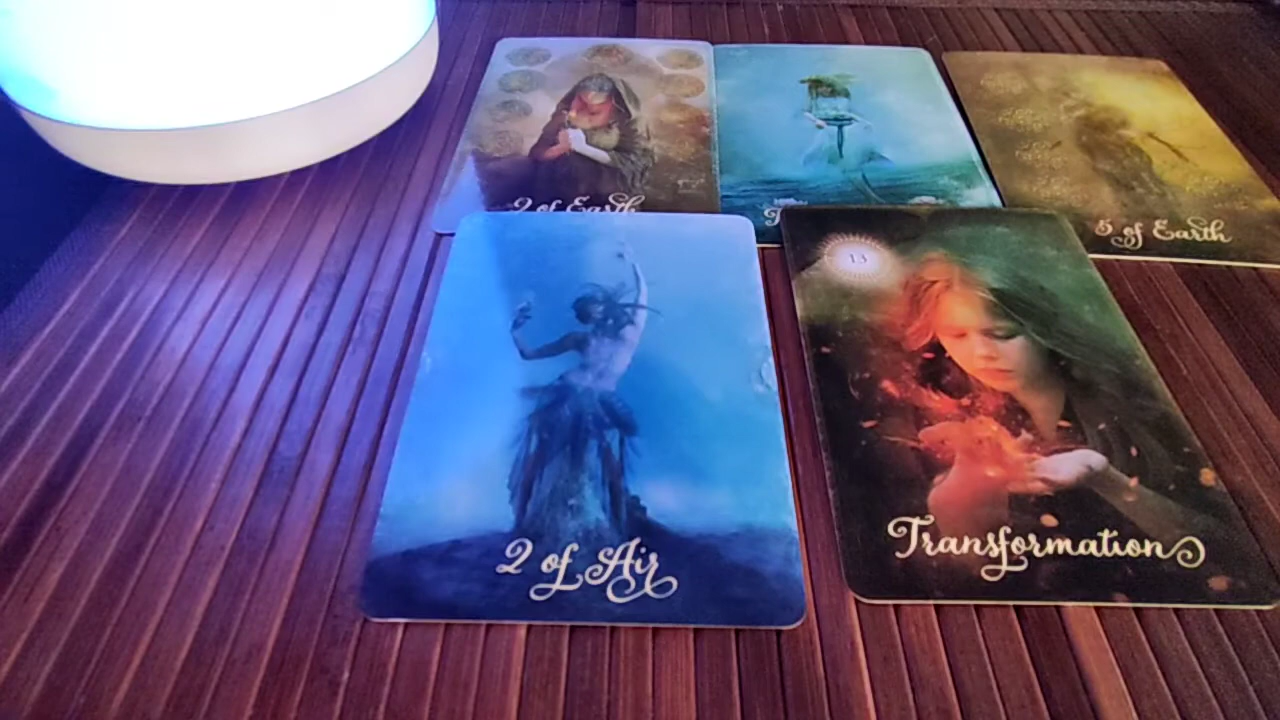 2 of Earth
5 of Earth
13
2 of Air
Transformation